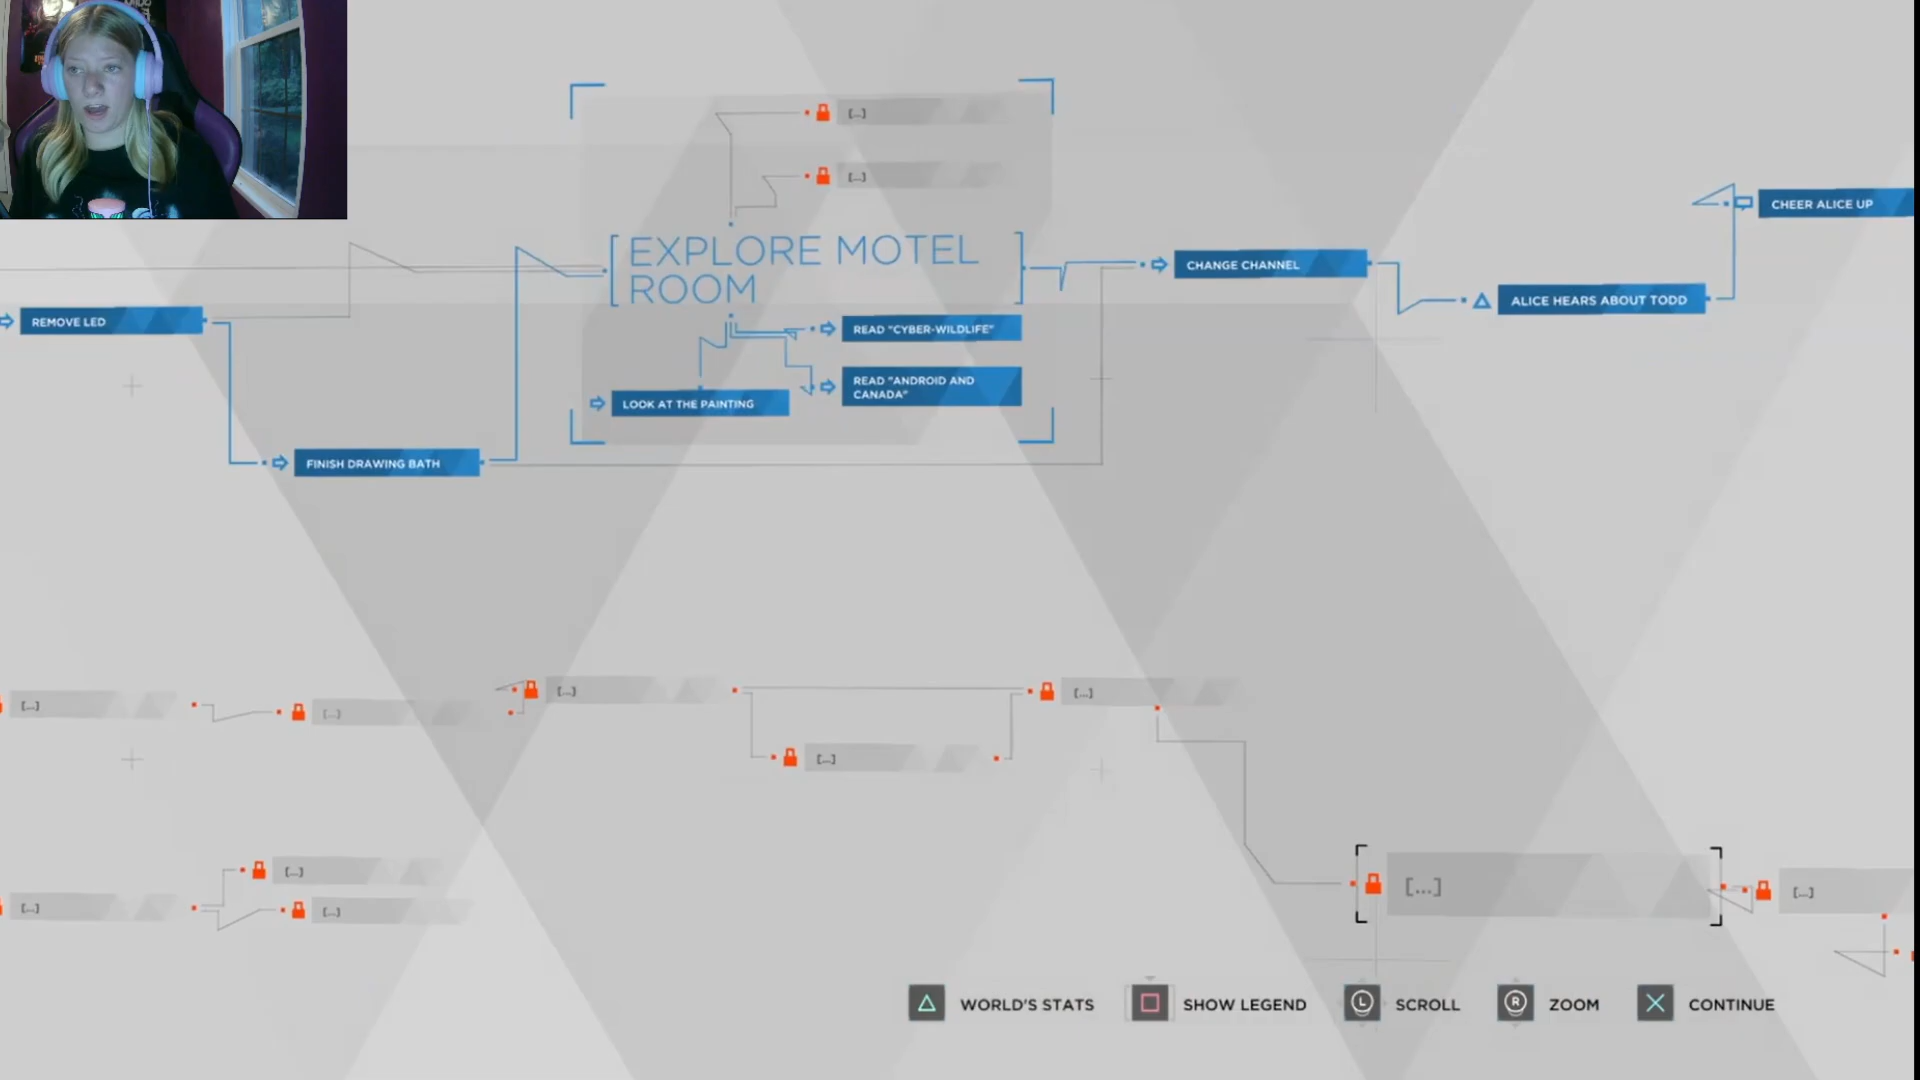 [...]
[...]
CHEER ALICE UP
EXPLORE MOTEL
ROOM
CHANGE CHANNEL
ALICE HEARS ABOUT TODD
REMOVE LED
READ "CYBER-WILDLIFE"
READ "ANDROID AND
CANADA"
LOOK AT THE PAINTING
FINISH DRAWING BATH
[...]
[...]
[...]
[...]
[...]
[...]
[...]
[...]
[...]
[...]
WORLD'S STATS
SHOW LEGEND
L
SCROLL
R
ZOOM
CONTINUE